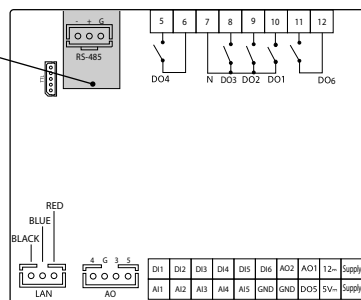 - + G
RS-485
5 6 7 8 9 10 11 12
DO4 N DO3 DO2 DO1 DO6
RED
BLUE
BLACK
LAN
4 G 3 5
AO
DI1 DI2 DI3 DI4 DI5 DI6 AO2 AO1 12⎓ Supply
AI1 AI2 AI3 AI4 AI5 GND GND DO5 5V⎓ Supply